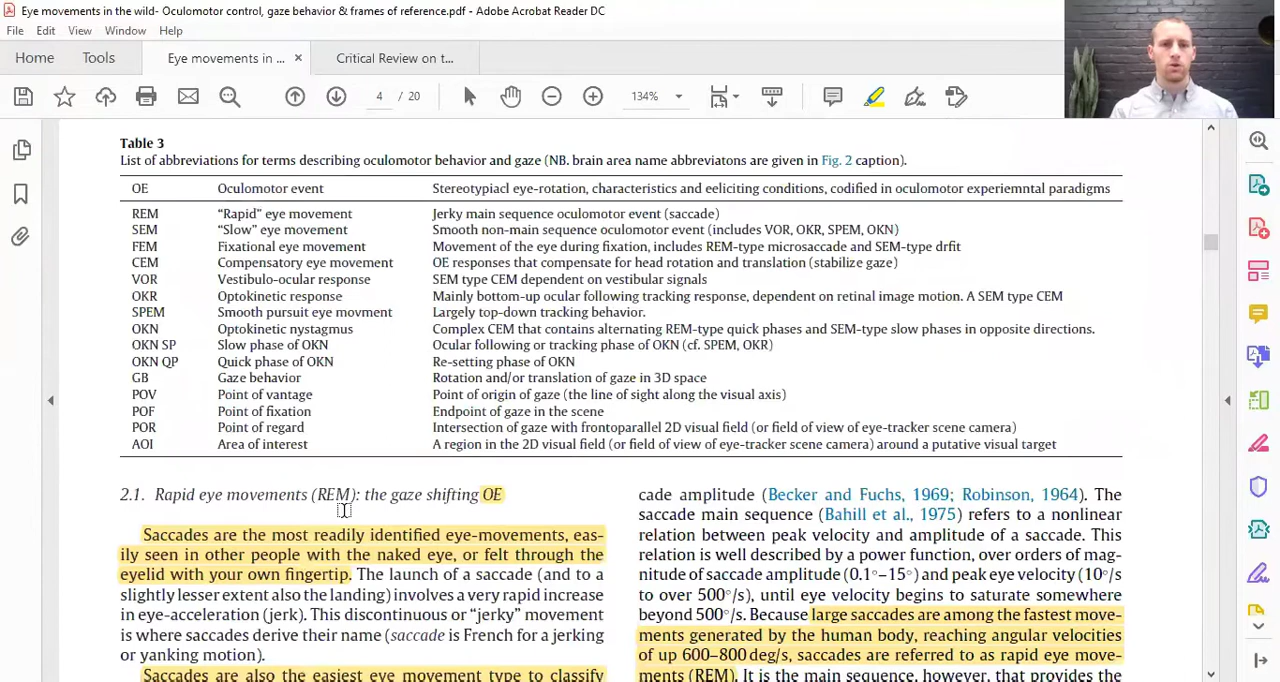 Eye movements in the wild- Oculomotor control, gaze behavior & frames of reference.pdf - Adobe Acrobat Reader DC
File Edit View Window Help
Home Tools Eye movements in ... × Critical Review on t...
4 / 20 134%
Table 3
List of abbreviations for terms describing oculomotor behavior and gaze (NB. brain area name abbreviatons are given in Fig. 2 caption).
OE Oculomotor event Stereotypiacl eye-rotation, characteristics and eeliciting conditions, codified in oculomotor experiemntal paradigms
REM “Rapid” eye movement Jerky main sequence oculomotor event (saccade)
SEM “Slow” eye movement Smooth non-main sequence oculomotor event (includes VOR, OKR, SPEM, OKN)
FEM Fixational eye movement Movement of the eye during fixation, includes REM-type microsaccade and SEM-type drfit
CEM Compensatory eye movement OE responses that compensate for head rotation and translation (stabilize gaze)
VOR Vestibulo-ocular response SEM type CEM dependent on vestibular signals
OKR Optokinetic response Mainly bottom-up ocular following tracking response, dependent on retinal image motion. A SEM type CEM
SPEM Smooth pursuit eye movment Largely top-down tracking behavior.
OKN Optokinetic nystagmus Complex CEM that contains alternating REM-type quick phases and SEM-type slow phases in opposite directions.
OKN SP Slow phase of OKN Ocular following or tracking phase of OKN (cf. SPEM, OKR)
OKN QP Quick phase of OKN Re-setting phase of OKN
GB Gaze behavior Rotation and/or translation of gaze in 3D space
POV Point of vantage Point of origin of gaze (the line of sight along the visual axis)
POF Point of fixation Endpoint of gaze in the scene
POR Point of regard Intersection of gaze with frontoparallel 2D visual field (or field of view of eye-tracker scene camera)
AOI Area of interest A region in the 2D visual field (or field of view of eye-tracker scene camera) around a putative visual target
2.1. Rapid eye movements (REM): the gaze shifting OE
Saccades are the most readily identified eye-movements, eas-
ily seen in other people with the naked eye, or felt through the
eyelid with your own fingertip. The launch of a saccade (and to a
slightly lesser extent also the landing) involves a very rapid increase
in eye-acceleration (jerk). This discontinuous or “jerky” movement
is where saccades derive their name (saccade is French for a jerking
or yanking motion).
Saccades are also the easiest eye movement type to classify
cade amplitude (Becker and Fuchs, 1969; Robinson, 1964). The
saccade main sequence (Bahill et al., 1975) refers to a nonlinear
relation between peak velocity and amplitude of a saccade. This
relation is well described by a power function, over orders of mag-
nitude of saccade amplitude (0.1°–15°) and peak eye velocity (10°/s
to over 500°/s), until eye velocity begins to saturate somewhere
beyond 500°/s. Because large saccades are among the fastest move-
ments generated by the human body, reaching angular velocities
of up 600–800 deg/s, saccades are referred to as rapid eye move-
ments (REM). It is the main sequence, however, that provides the